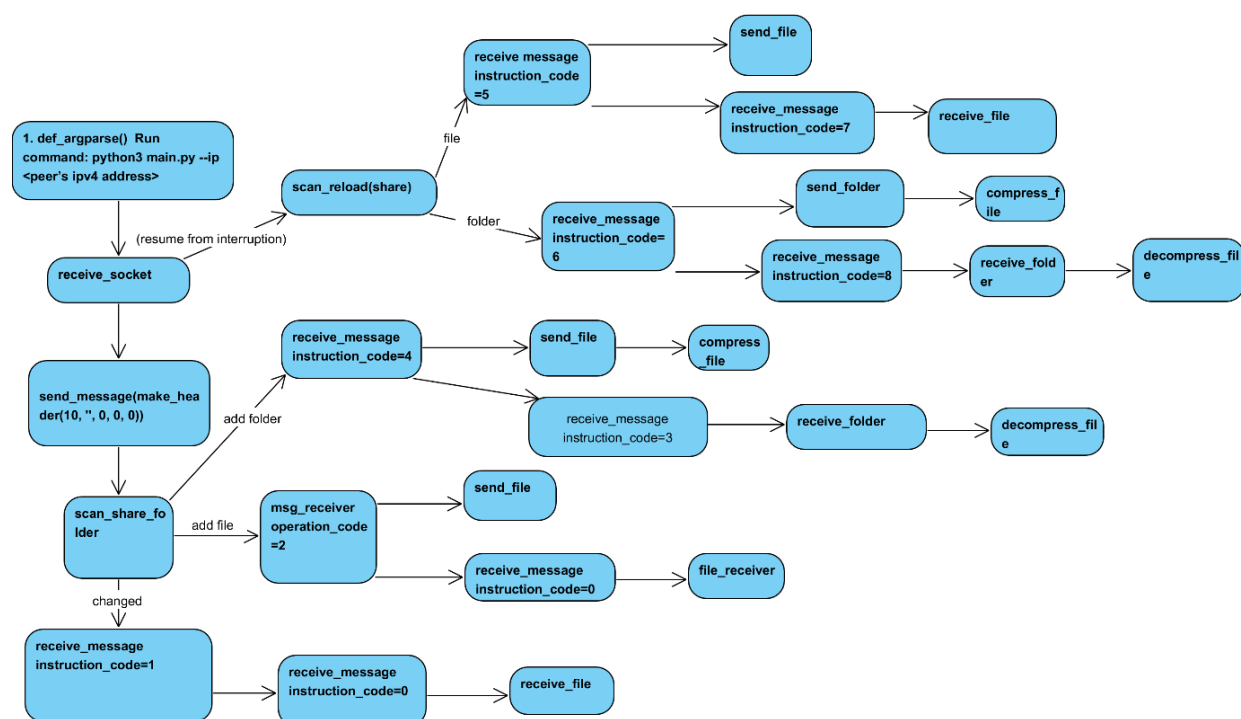 send_file
receive message
instruction_code
=5
receive_message
instruction_code=7
receive_file
1. def_argparse()  Run
command: python3 main.py --ip
<peer's ipv4 address>
file
scan_reload(share)
(resume from interruption)
folder
send_folder
compress_f
ile
receive_message
instruction_code=
6
receive_message
instruction_code=8
receive_fold
er
decompress_fil
e
receive_socket
receive_message
instruction_code=4
send_file
compress
_file
send_message(make_hea
der(10, '', 0, 0, 0))
add folder
receive_message
instruction_code=3
receive_folder
decompress_fil
e
scan_share_fo
lder
add file
msg_receiver
operation_code
=2
send_file
receive_message
instruction_code=0
file_receiver
changed
receive_message
instruction_code=1
receive_message
instruction_code=0
receive_file